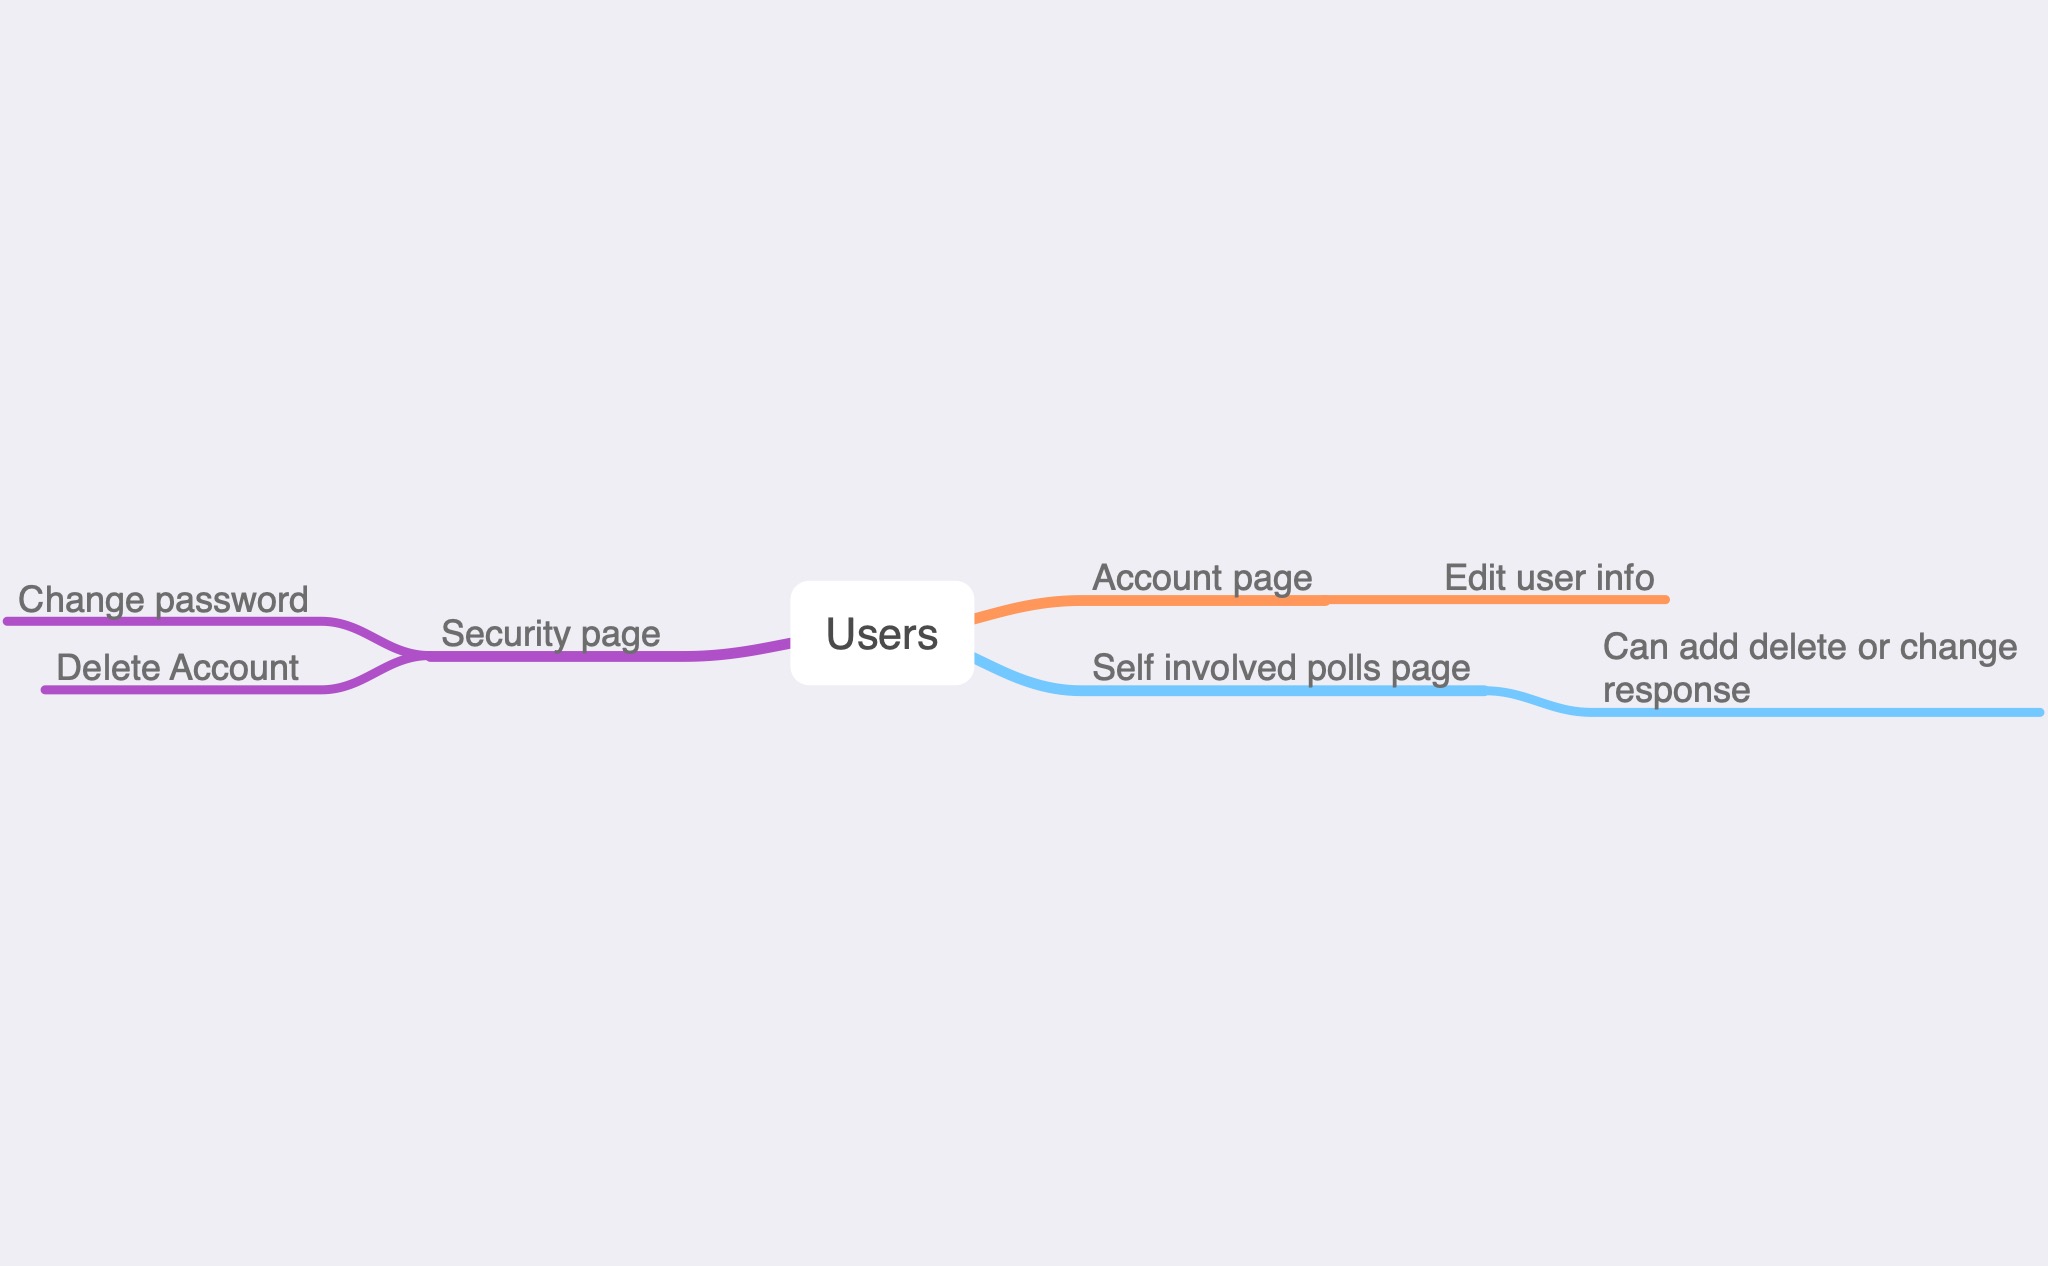 Change password
Delete Account
Security page
Users
Account page
Edit user info
Self involved polls page
Can add delete or change
response